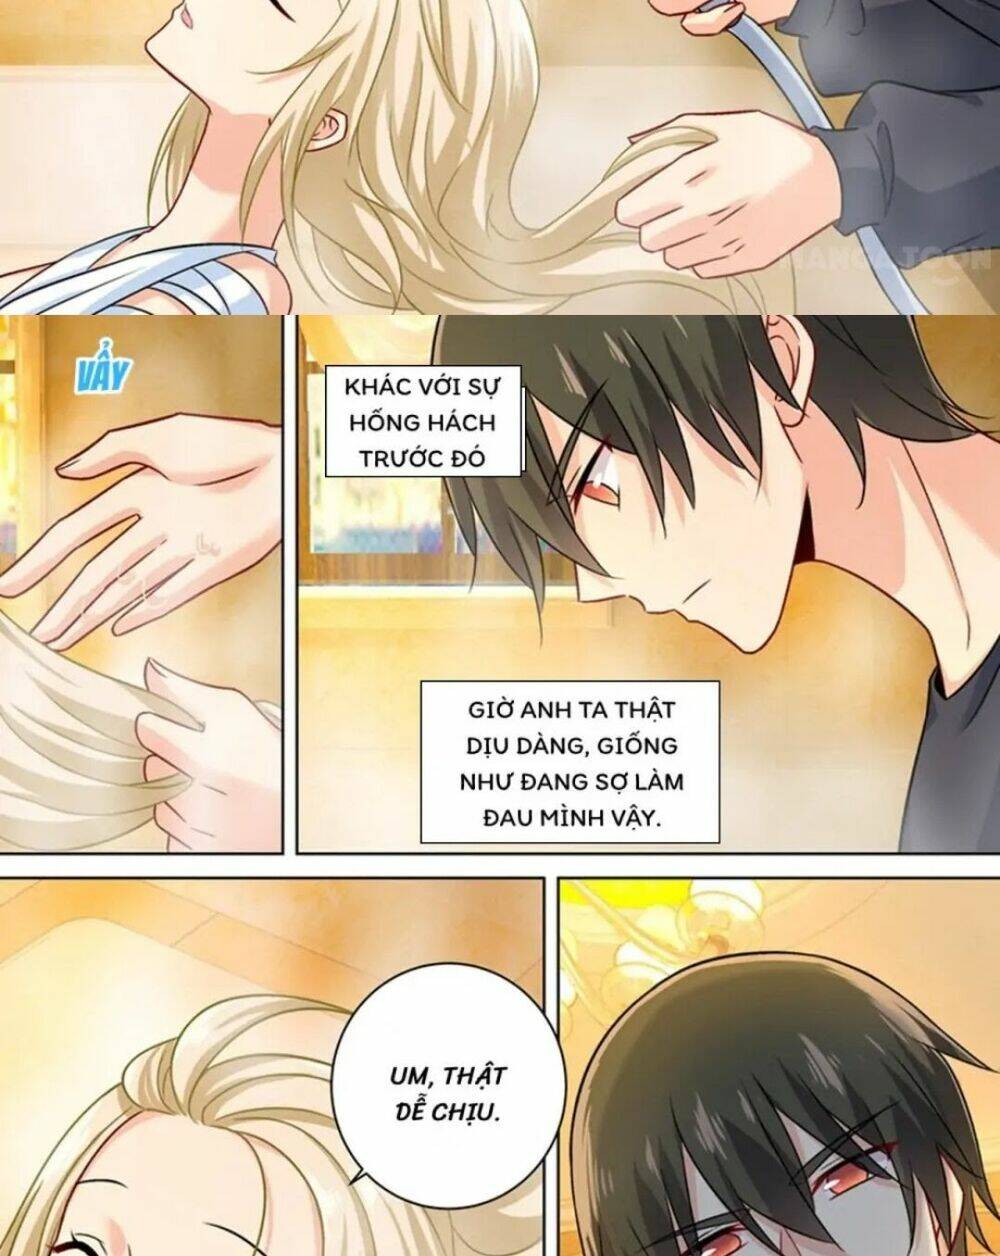 MANGATOON
VẨY
KHÁC VỚI SỰ
HỐNG HÁCH
TRƯỚC ĐÓ
GIỜ ANH TA THẬT
DỊU DÀNG, GIỐNG
NHƯ ĐANG SỢ LÀM
ĐAU MÌNH VẬY.
UM, THẬT
DỄ CHỊU.